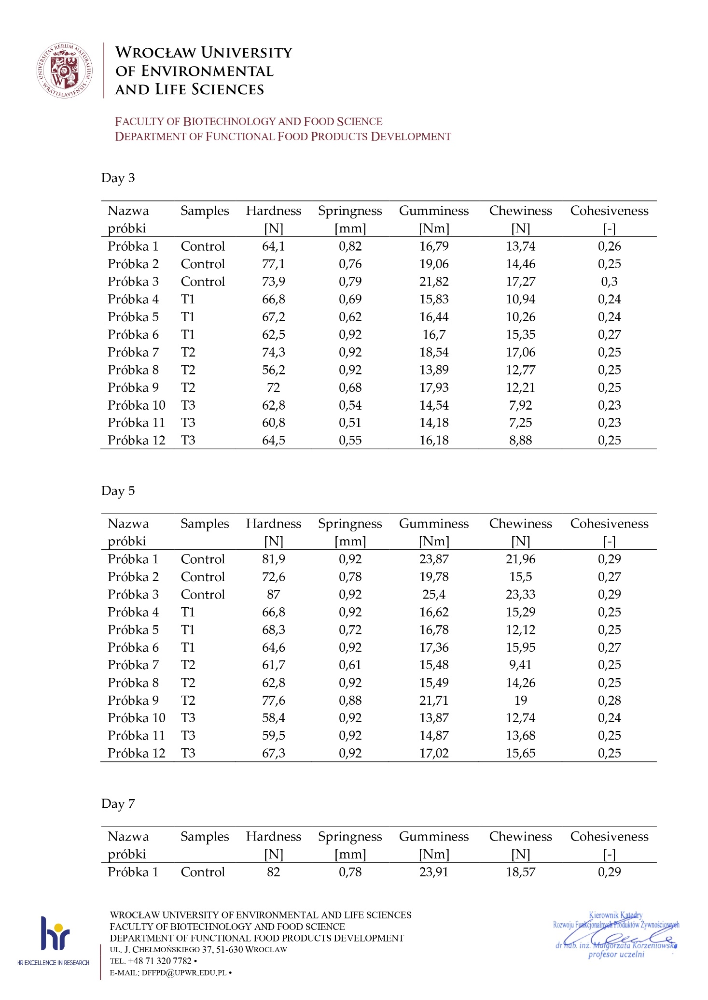 UNIVERSITAS RERUM NATURALIUM · WRATISLAVIENSIS ·
WROCŁAW UNIVERSITY
OF ENVIRONMENTAL
AND LIFE SCIENCES
FACULTY OF BIOTECHNOLOGY AND FOOD SCIENCE
DEPARTMENT OF FUNCTIONAL FOOD PRODUCTS DEVELOPMENT
Day 3
Nazwa Samples Hardness Springness Gumminess Chewiness Cohesiveness
próbki [N] [mm] [Nm] [N] [-]
Próbka 1 Control 64,1 0,82 16,79 13,74 0,26
Próbka 2 Control 77,1 0,76 19,06 14,46 0,25
Próbka 3 Control 73,9 0,79 21,82 17,27 0,3
Próbka 4 T1 66,8 0,69 15,83 10,94 0,24
Próbka 5 T1 67,2 0,62 16,44 10,26 0,24
Próbka 6 T1 62,5 0,92 16,7 15,35 0,27
Próbka 7 T2 74,3 0,92 18,54 17,06 0,25
Próbka 8 T2 56,2 0,92 13,89 12,77 0,25
Próbka 9 T2 72 0,68 17,93 12,21 0,25
Próbka 10 T3 62,8 0,54 14,54 7,92 0,23
Próbka 11 T3 60,8 0,51 14,18 7,25 0,23
Próbka 12 T3 64,5 0,55 16,18 8,88 0,25
Day 5
Nazwa Samples Hardness Springness Gumminess Chewiness Cohesiveness
próbki [N] [mm] [Nm] [N] [-]
Próbka 1 Control 81,9 0,92 23,87 21,96 0,29
Próbka 2 Control 72,6 0,78 19,78 15,5 0,27
Próbka 3 Control 87 0,92 25,4 23,33 0,29
Próbka 4 T1 66,8 0,92 16,62 15,29 0,25
Próbka 5 T1 68,3 0,72 16,78 12,12 0,25
Próbka 6 T1 64,6 0,92 17,36 15,95 0,27
Próbka 7 T2 61,7 0,61 15,48 9,41 0,25
Próbka 8 T2 62,8 0,92 15,49 14,26 0,25
Próbka 9 T2 77,6 0,88 21,71 19 0,28
Próbka 10 T3 58,4 0,92 13,87 12,74 0,24
Próbka 11 T3 59,5 0,92 14,87 13,68 0,25
Próbka 12 T3 67,3 0,92 17,02 15,65 0,25
Day 7
Nazwa Samples Hardness Springness Gumminess Chewiness Cohesiveness
próbki [N] [mm] [Nm] [N] [-]
Próbka 1 Control 82 0,78 23,91 18,57 0,29
hr
HR EXCELLENCE IN RESEARCH
WROCŁAW UNIVERSITY OF ENVIRONMENTAL AND LIFE SCIENCES
FACULTY OF BIOTECHNOLOGY AND FOOD SCIENCE
DEPARTMENT OF FUNCTIONAL FOOD PRODUCTS DEVELOPMENT
UL. J. CHEŁMOŃSKIEGO 37, 51-630 WROCŁAW
TEL. +48 71 320 7782 •
E-MAIL: DFFPD@UPWR.EDU.PL •
Kierownik Katedry
Rozwoju Funkcjonalnych Produktów Żywnościowych
dr hab. inż. Małgorzata Korzeniowska
profesor uczelni